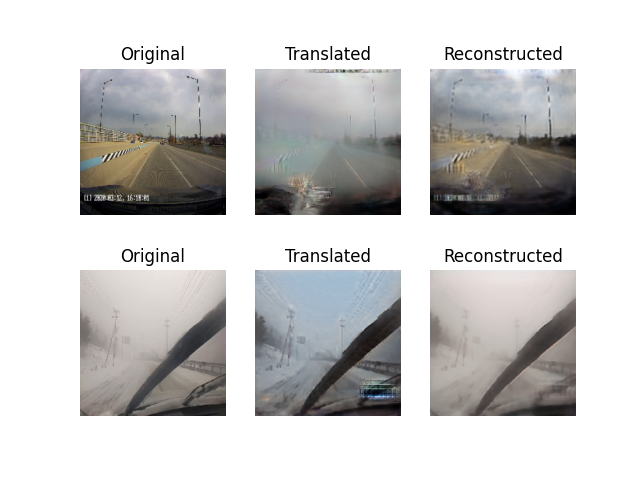 Original
Translated
Reconstructed
Original
Translated
Reconstructed